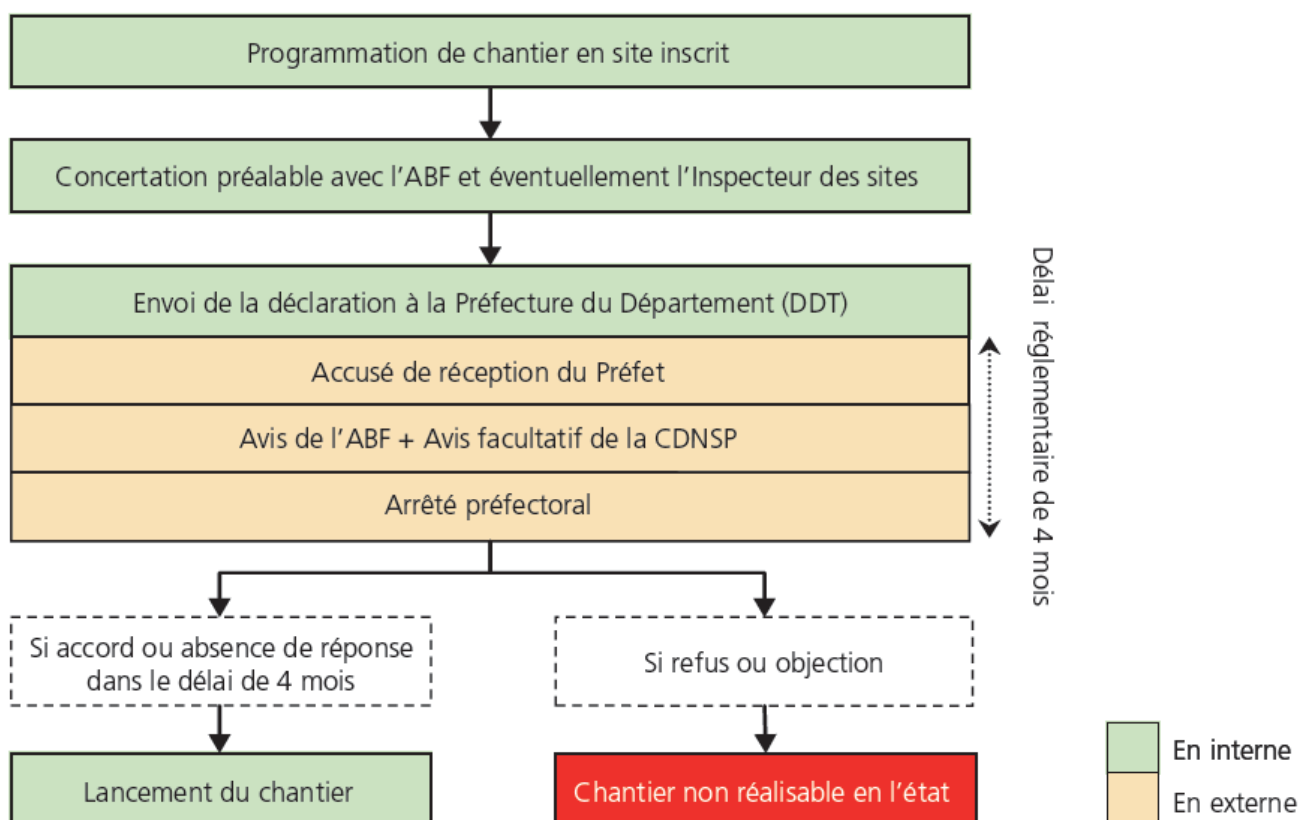 Programmation de chantier en site inscrit
Concertation préalable avec l'ABF et éventuellement l'Inspecteur des sites
Envoi de la déclaration à la Préfecture du Département (DDT)
Accusé de réception du Préfet
Avis de l'ABF + Avis facultatif de la CDNSP
Arrêté préfectoral
Délai réglementaire de 4 mois
Si accord ou absence de réponse
dans le délai de 4 mois
Si refus ou objection
Lancement du chantier
Chantier non réalisable en l'état
En interne
En externe